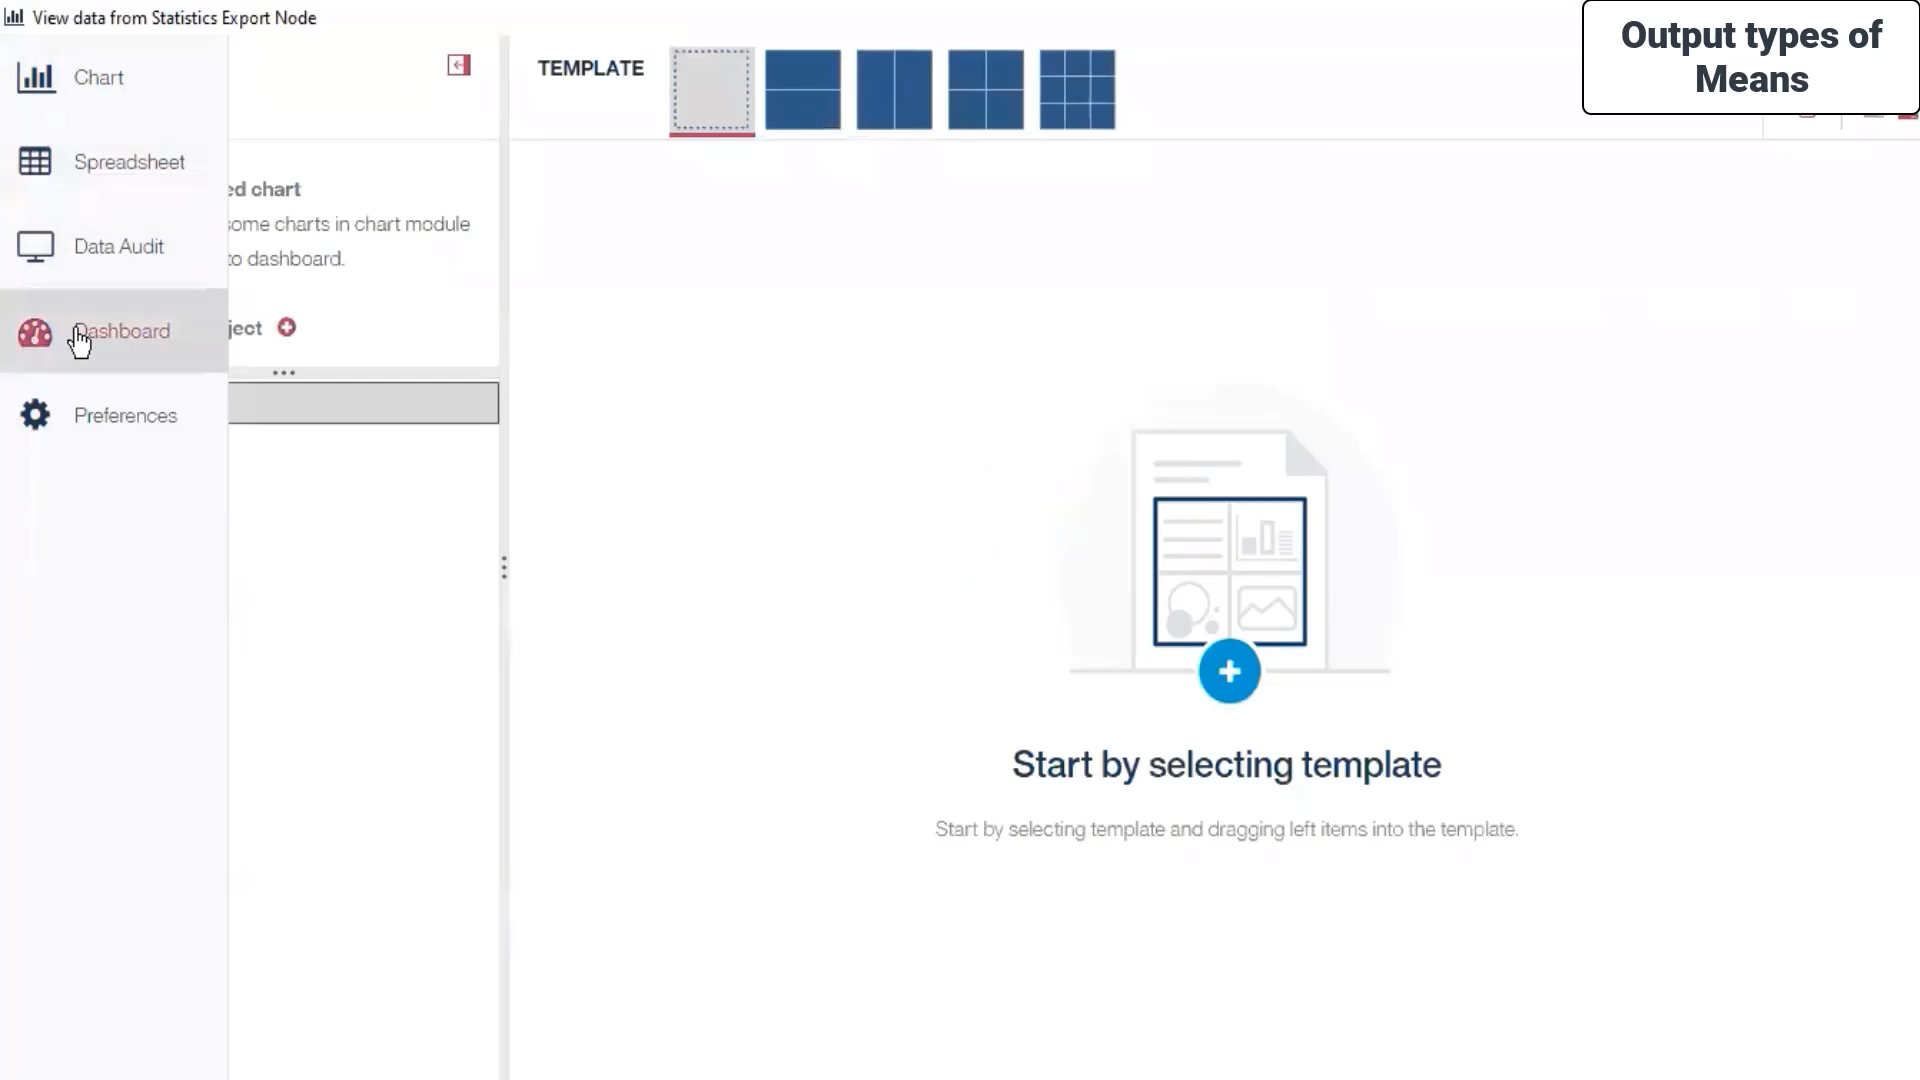 View data from Statistics Export Node
Output types of
Means
Chart
TEMPLATE
Spreadsheet
ed chart
some charts in chart module
to dashboard.
Data Audit
Dashboard
ject
Preferences
Start by selecting template
Start by selecting template and dragging left items into the template.